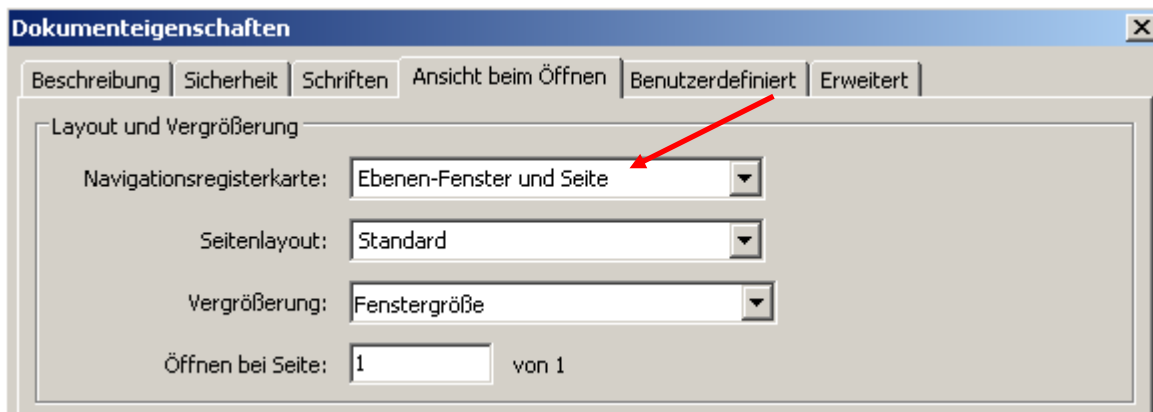 Dokumenteigenschaften
Beschreibung Sicherheit Schriften Ansicht beim Öffnen Benutzerdefiniert Erweitert
Layout und Vergrößerung
Navigationsregisterkarte: Ebenen-Fenster und Seite
Seitenlayout: Standard
Vergrößerung: Fenstergröße
Öffnen bei Seite: 1 von 1